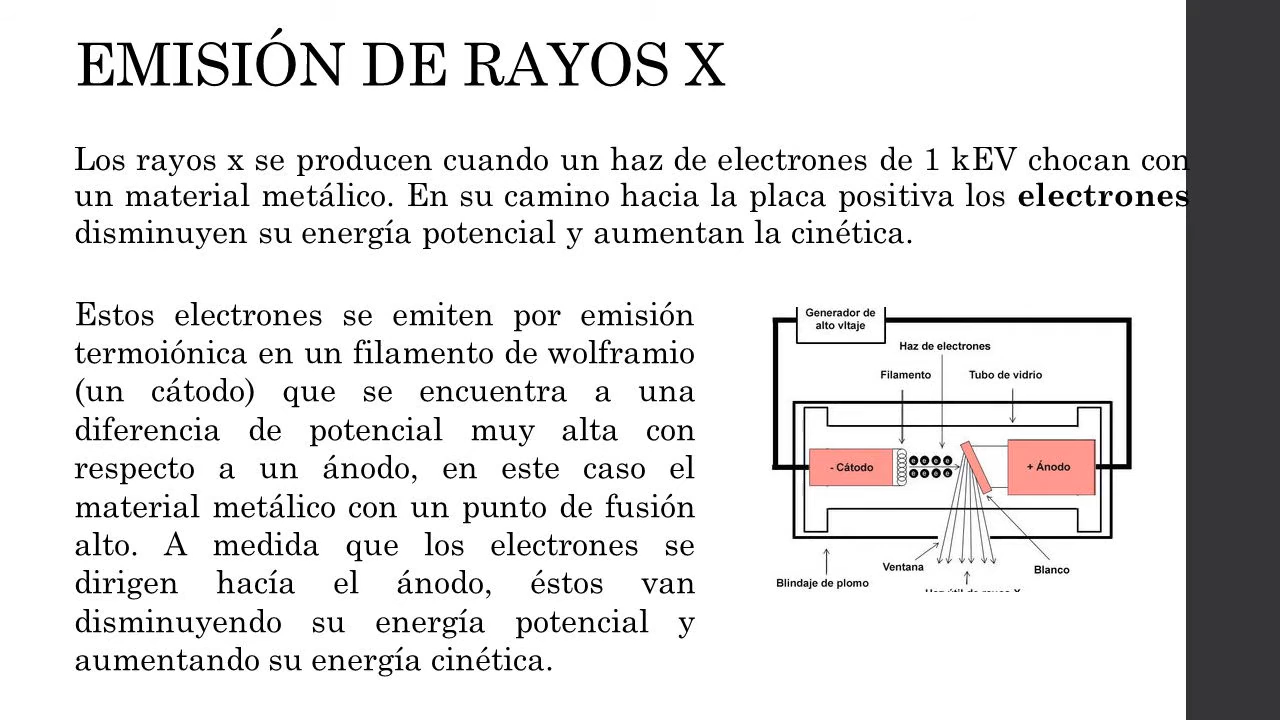 EMISIÓN DE RAYOS X
Los rayos x se producen cuando un haz de electrones de 1 kEV chocan con
un material metálico. En su camino hacia la placa positiva los electrones
disminuyen su energía potencial y aumentan la cinética.
Estos electrones se emiten por emisión
termoiónica en un filamento de wolframio
(un cátodo) que se encuentra a una
diferencia de potencial muy alta con
respecto a un ánodo, en este caso el
material metálico con un punto de fusión
alto. A medida que los electrones se
dirigen hacía el ánodo, éstos van
disminuyendo su energía potencial y
aumentando su energía cinética.
Generador de
alto vltaje
Haz de electrones
Filamento
Tubo de vidrio
- Cátodo
+ Ánodo
Ventana
Blanco
Blindaje de plomo